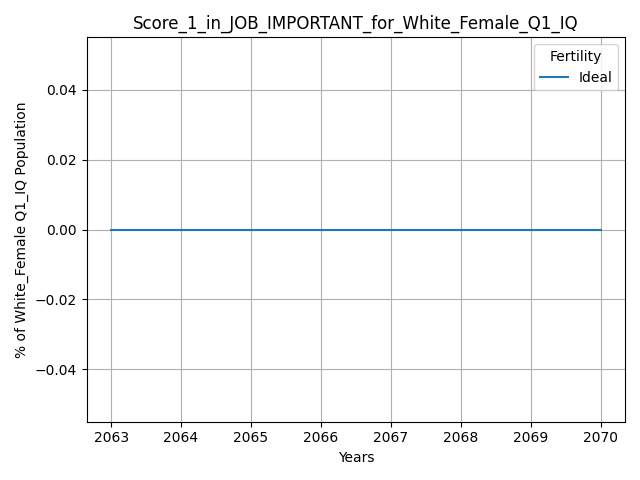 Score_1_in_JOB_IMPORTANT_for_White_Female_Q1_IQ
Fertility
Ideal
% of White_Female Q1_IQ Population
0.04
0.02
0.00
−0.02
−0.04
2063 2064 2065 2066 2067 2068 2069 2070
Years